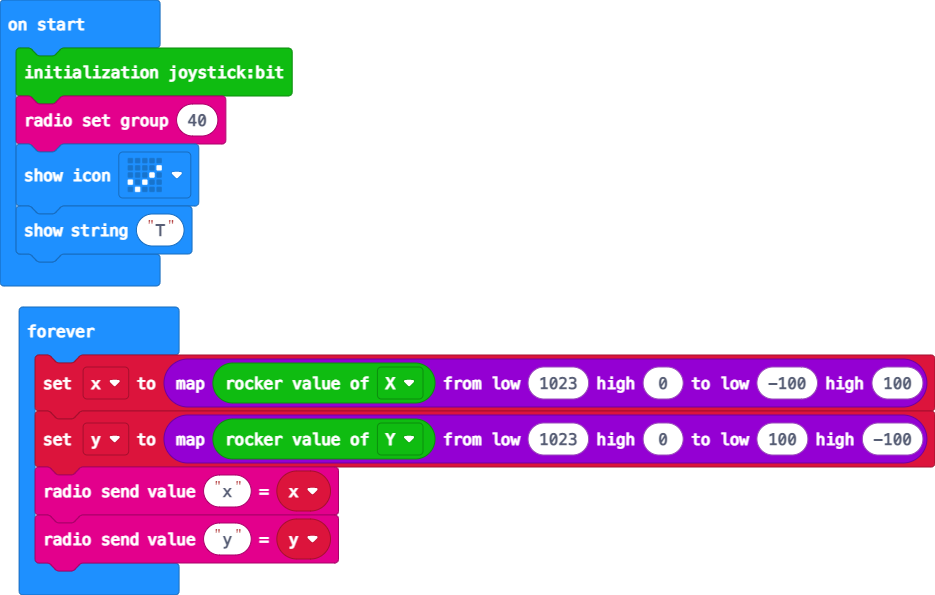 on start
initialization joystick:bit
radio set group 40
show icon
show string "T"
forever
set x to map rocker value of X from low 1023 high 0 to low -100 high 100
set y to map rocker value of Y from low 1023 high 0 to low 100 high -100
radio send value "x" = x
radio send value "y" = y